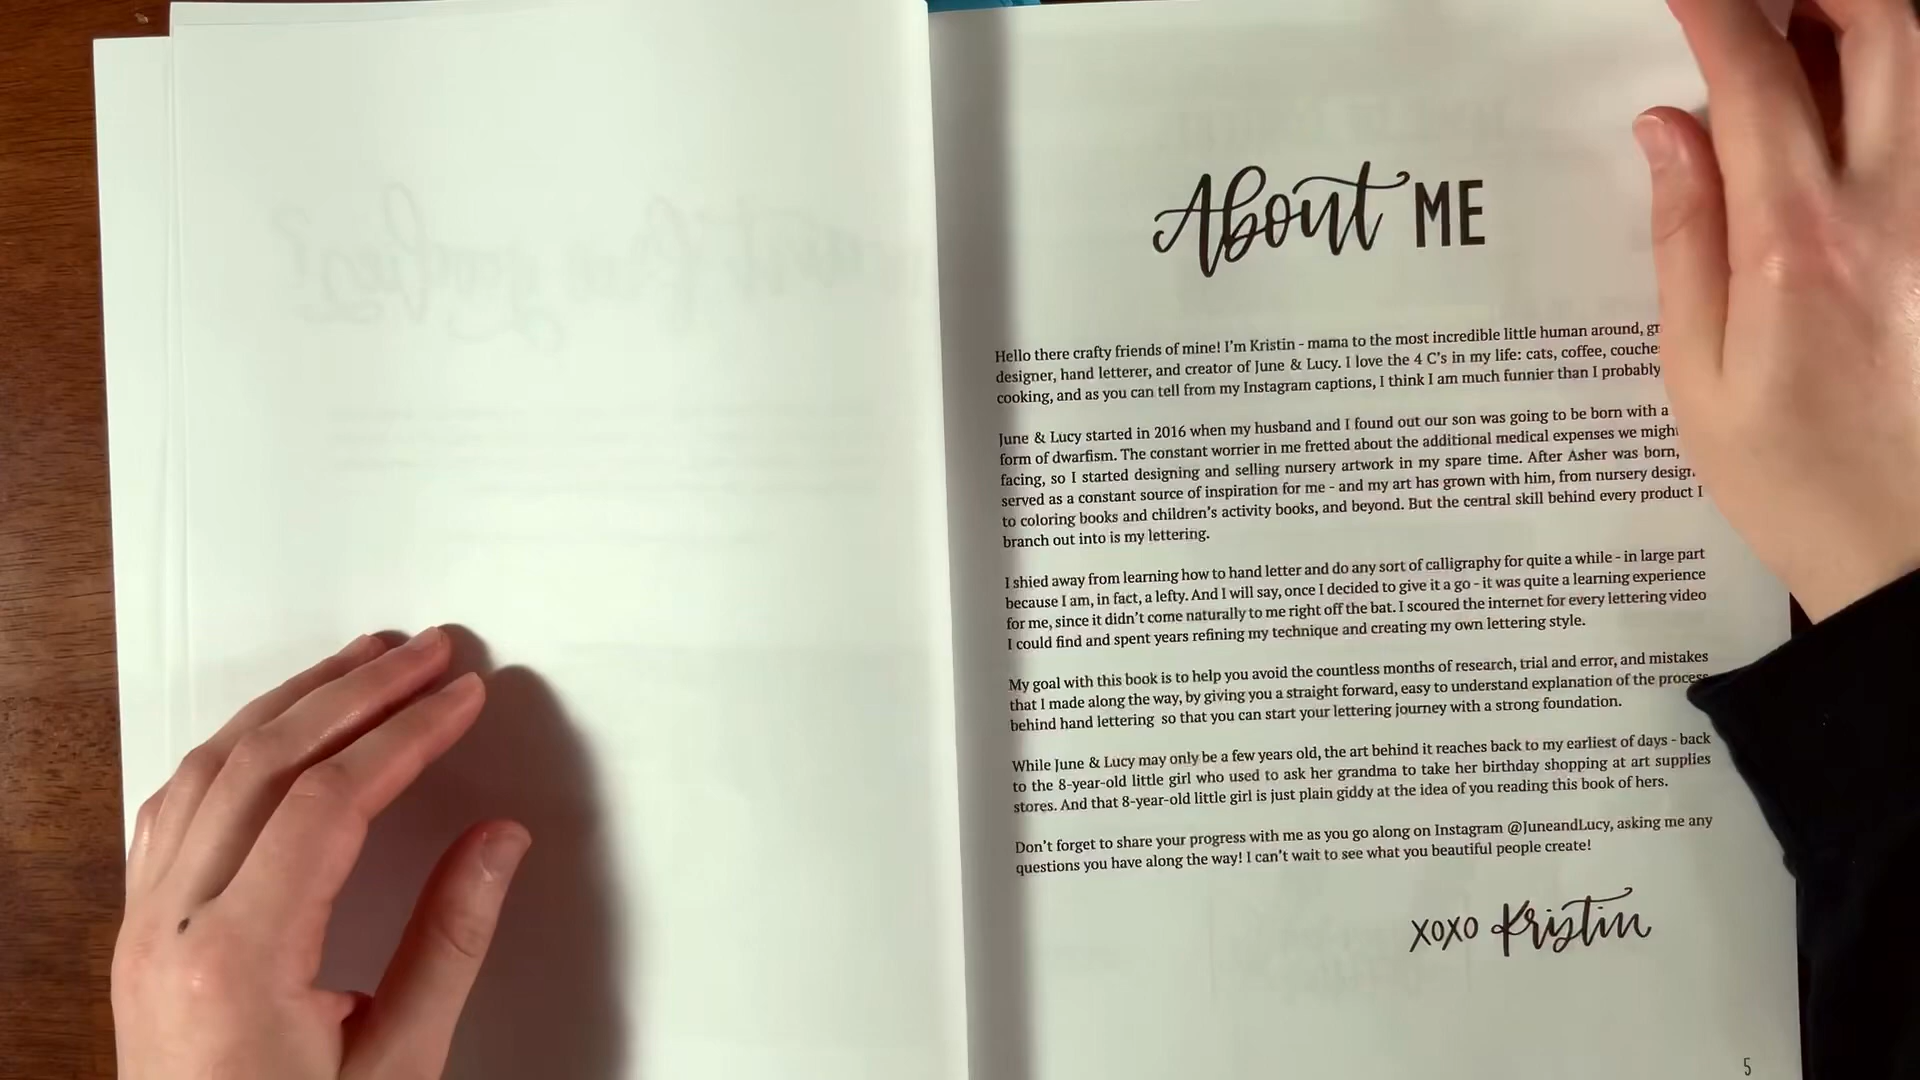 About ME
Hello there crafty friends of mine! I'm Kristin - mama to the most incredible little human around,
designer, hand letterer, and creator of June & Lucy. I love the 4 C's in my life: cats, coffee,
cooking, and as you can tell from my Instagram captions, I think I am much funnier than I probably
June & Lucy started in 2016 when my husband and I found out our son was going to be born with a
form of dwarfism. The constant worrier in me fretted about the additional medical expenses we
facing, so I started designing and selling nursery artwork in my spare time. After Asher was born,
served as a constant source of inspiration for me - and my art has grown with him, from nursery
to coloring books and children's activity books, and beyond. But the central skill behind every product I
branch out into is my lettering.
I shied away from learning how to hand letter and do any sort of calligraphy for quite a while - in large part
because I am, in fact, a lefty. And I will say, once I decided to give it a go - it was quite a learning experience
for me, since it didn't come naturally to me right off the bat. I scoured the internet for every lettering video
I could find and spent years refining my technique and creating my own lettering style.
My goal with this book is to help you avoid the countless months of research, trial and error, and mistakes
that I made along the way, by giving you a straight forward, easy to understand explanation of the process
behind hand lettering so that you can start your lettering journey with a strong foundation.
While June & Lucy may only be a few years old, the art behind it reaches back to my earliest of days - back
to the 8-year-old little girl who used to ask her grandma to take her birthday shopping at art supplies
stores. And that 8-year-old little girl is just plain giddy at the idea of you reading this book of hers.
Don't forget to share your progress with me as you go along on Instagram @JuneandLucy, asking me any
questions you have along the way! I can't wait to see what you beautiful people create!
xoxo Kristin
5